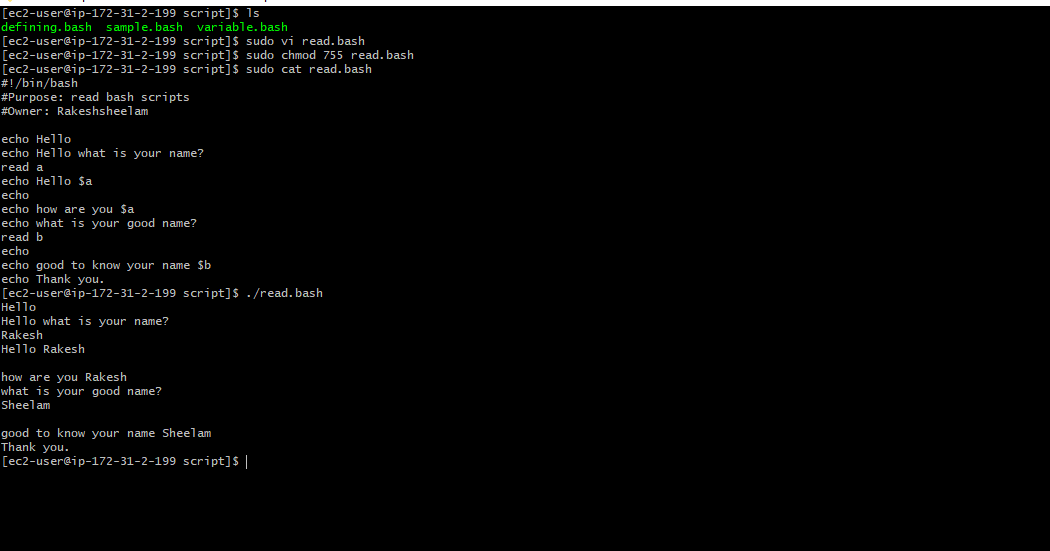 [ec2-user@ip-172-31-2-199 script]$ ls
defining.bash  sample.bash  variable.bash
[ec2-user@ip-172-31-2-199 script]$ sudo vi read.bash
[ec2-user@ip-172-31-2-199 script]$ sudo chmod 755 read.bash
[ec2-user@ip-172-31-2-199 script]$ sudo cat read.bash
#!/bin/bash
#Purpose: read bash scripts
#Owner: Rakeshsheelam

echo Hello
echo Hello what is your name?
read a
echo Hello $a
echo
echo how are you $a
echo what is your good name?
read b
echo
echo good to know your name $b
echo Thank you.
[ec2-user@ip-172-31-2-199 script]$ ./read.bash
Hello
Hello what is your name?
Rakesh
Hello Rakesh

how are you Rakesh
what is your good name?
Sheelam

good to know your name Sheelam
Thank you.
[ec2-user@ip-172-31-2-199 script]$